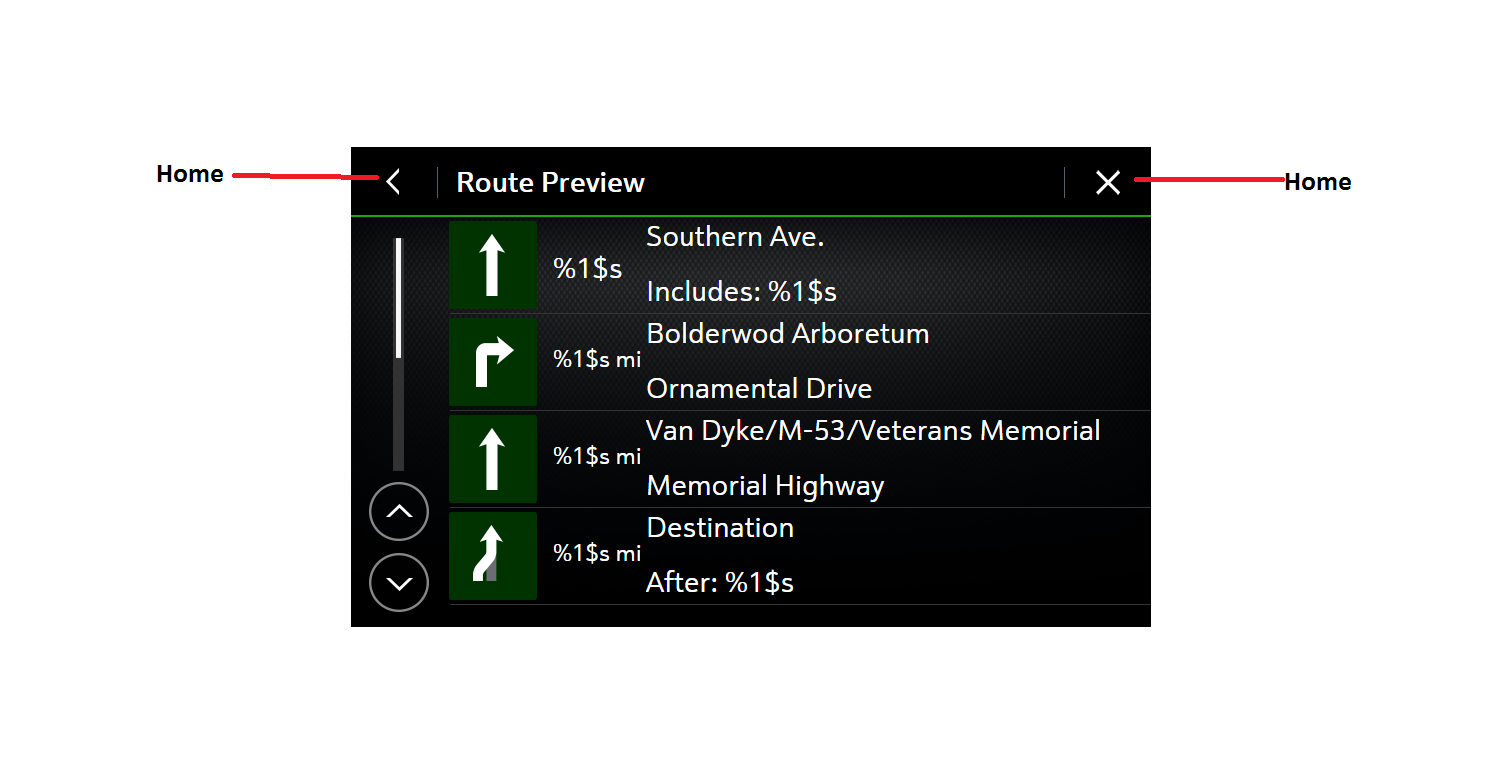 Home
Route Preview
Home
Southern Ave.
%1$s
Includes: %1$s
Bolderwod Arboretum
%1$s mi
Ornamental Drive
Van Dyke/M-53/Veterans Memorial
%1$s mi
Memorial Highway
Destination
%1$s mi
After: %1$s